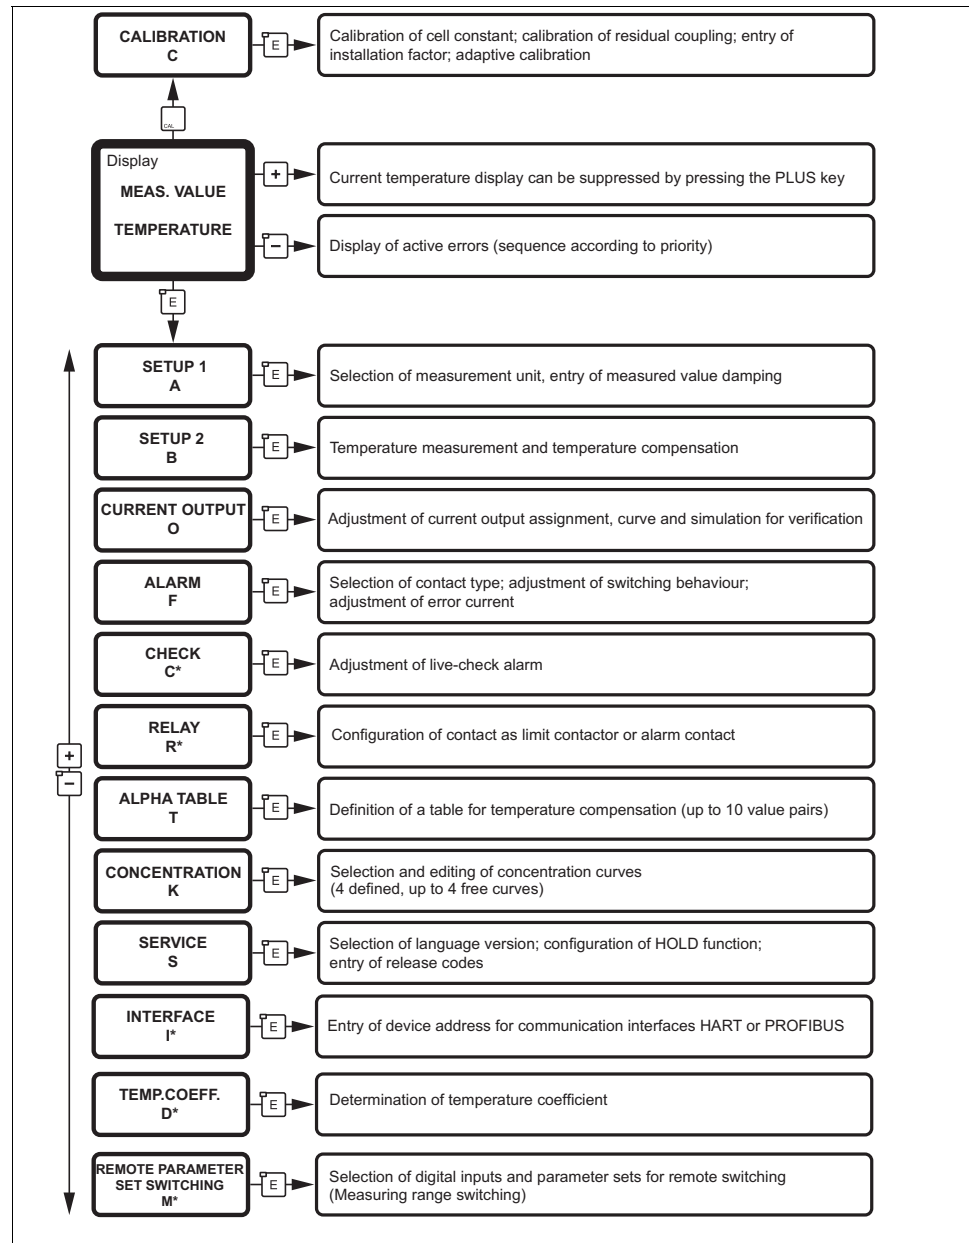 CALIBRATION
C
E
Calibration of cell constant; calibration of residual coupling; entry of
installation factor; adaptive calibration
CAL
Display
MEAS. VALUE
TEMPERATURE
+
Current temperature display can be suppressed by pressing the PLUS key
–
Display of active errors (sequence according to priority)
E
SETUP 1
A
E
Selection of measurement unit, entry of measured value damping
SETUP 2
B
E
Temperature measurement and temperature compensation
CURRENT OUTPUT
O
E
Adjustment of current output assignment, curve and simulation for verification
ALARM
F
E
Selection of contact type; adjustment of switching behaviour;
adjustment of error current
CHECK
C*
E
Adjustment of live-check alarm
RELAY
R*
E
Configuration of contact as limit contactor or alarm contact
+
–
ALPHA TABLE
T
E
Definition of a table for temperature compensation (up to 10 value pairs)
CONCENTRATION
K
E
Selection and editing of concentration curves
(4 defined, up to 4 free curves)
SERVICE
S
E
Selection of language version; configuration of HOLD function;
entry of release codes
INTERFACE
I*
E
Entry of device address for communication interfaces HART or PROFIBUS
TEMP.COEFF.
D*
E
Determination of temperature coefficient
REMOTE PARAMETER
SET SWITCHING
M*
E
Selection of digital inputs and parameter sets for remote switching
(Measuring range switching)